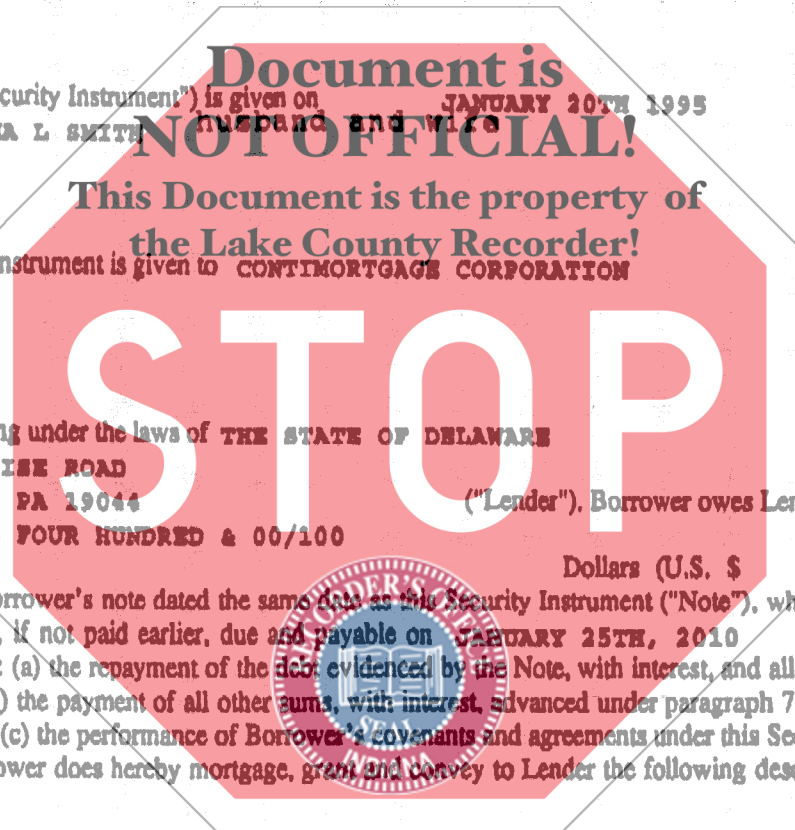 Document is
curity Instrument") is given on JANUARY 20TH 1995
A L SMITH husband and wife
NOT OFFICIAL!
This Document is the property of
the Lake County Recorder!
nstrument is given to CONTIMORTGAGE CORPORATION
STOP
ng under the laws of THE STATE OF DELAWARE
ISE ROAD
PA 19044 ("Lender"). Borrower owes Len
FOUR HUNDRED & 00/100
Dollars (U.S. $
orrower's note dated the same date as this Security Instrument ("Note"), wh
, if not paid earlier, due and payable on JANUARY 25TH, 2010
: (a) the repayment of the debt evidenced by the Note, with interest, and all
) the payment of all other sums, with interest, advanced under paragraph 7
(c) the performance of Borrower's covenants and agreements under this Sec
ower does hereby mortgage, grant and convey to Lender the following desc
SEAL